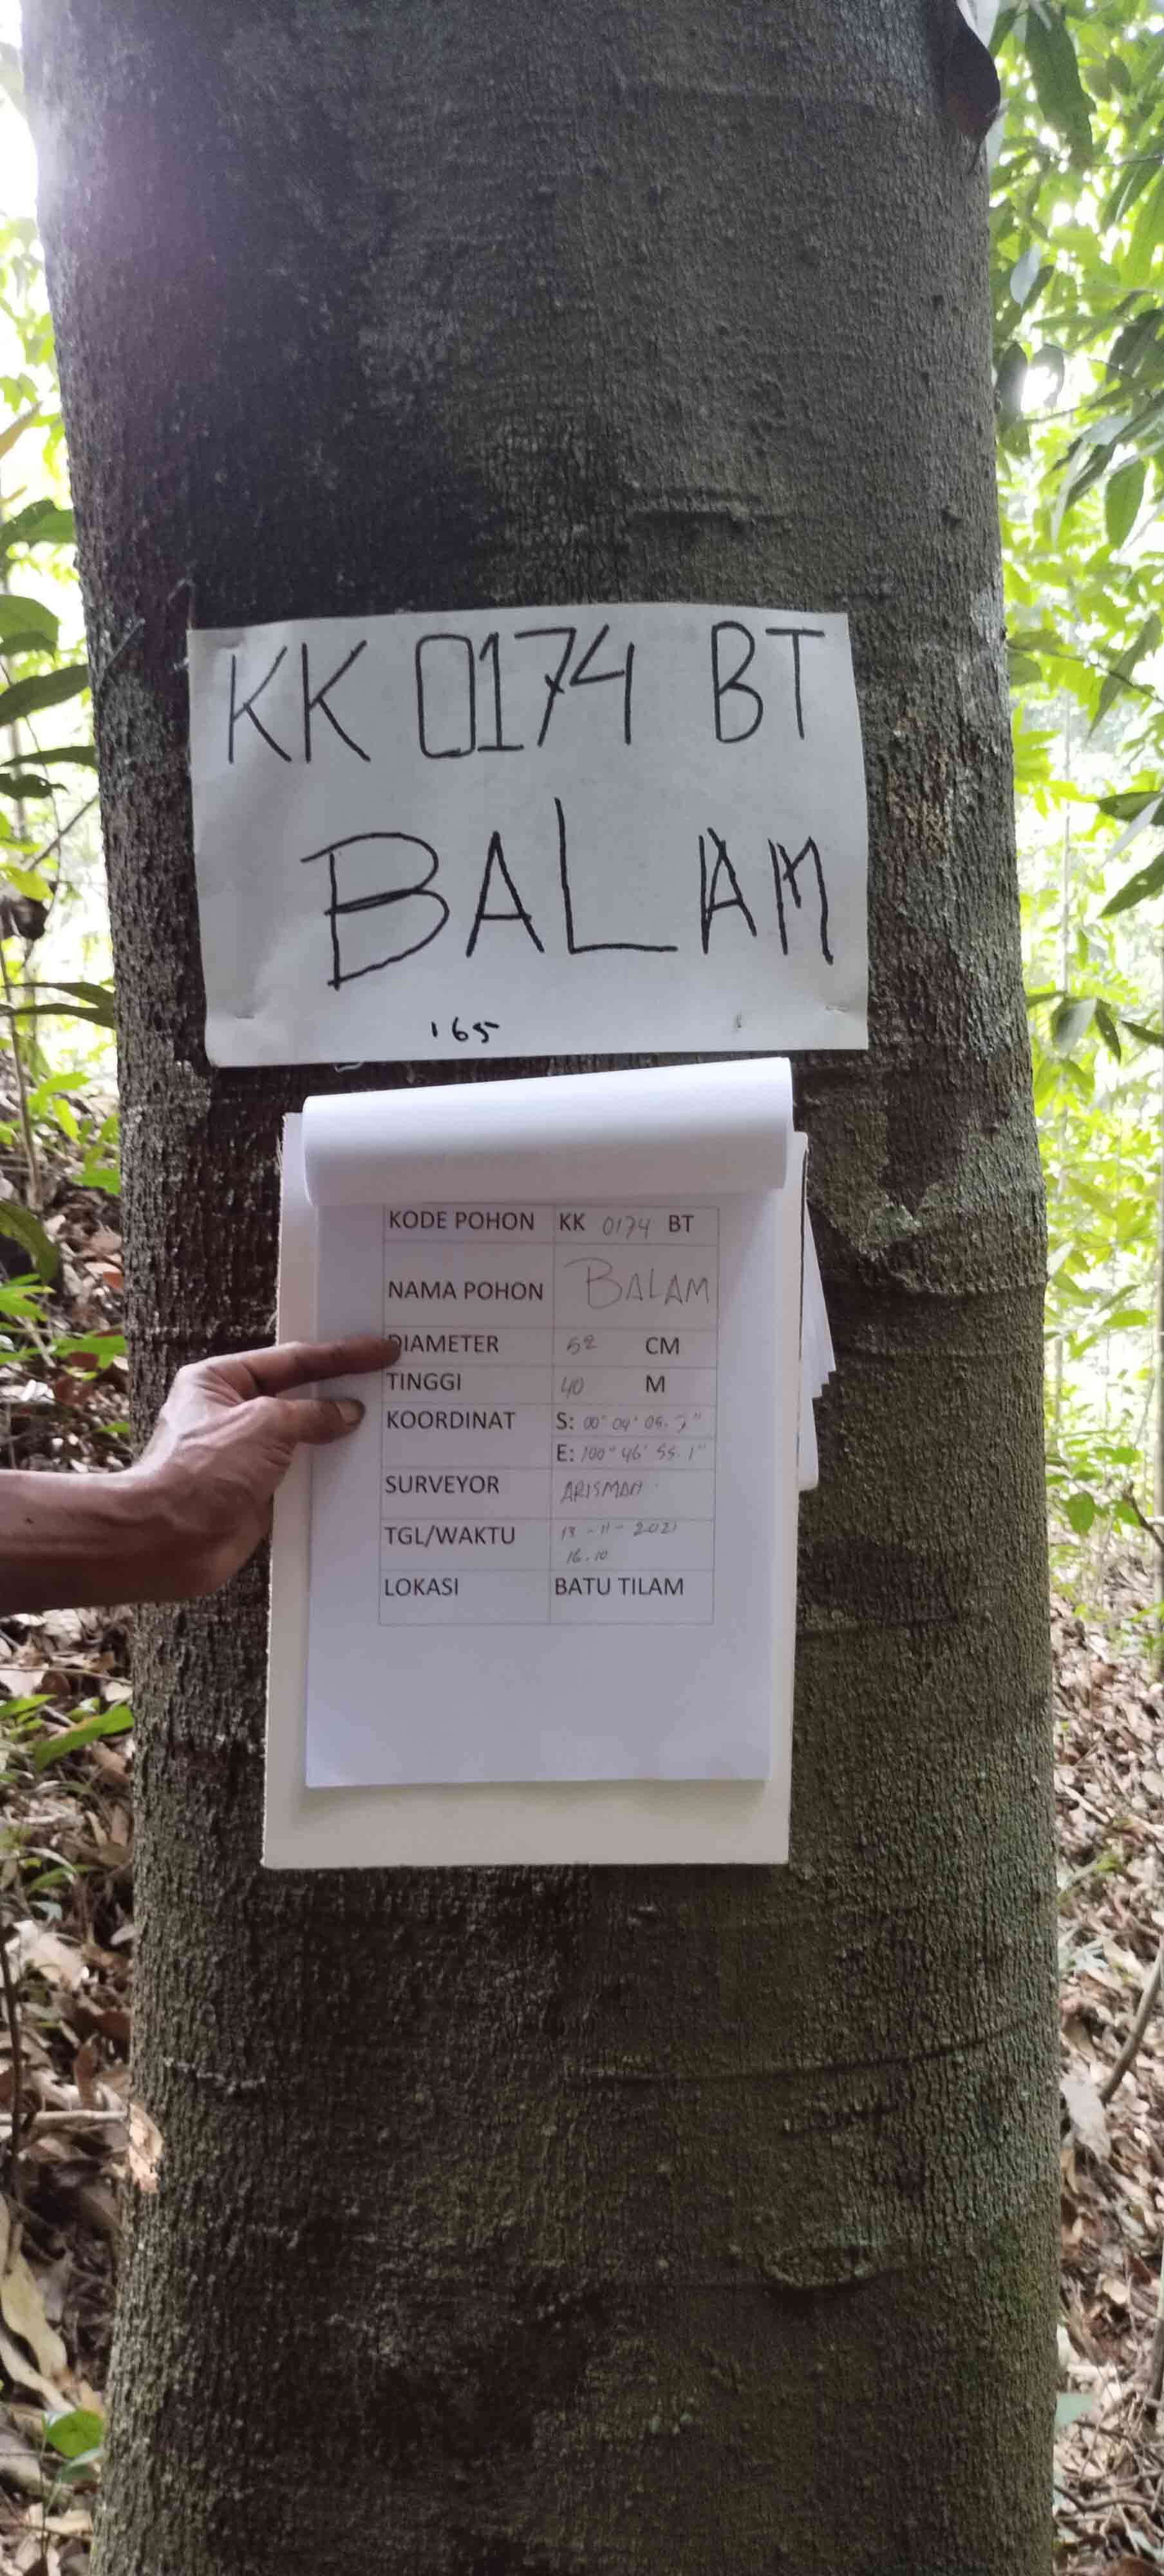 KK 0174 BT
BALAM
165
KODE POHON KK 0174 BT
NAMA POHON BALAM
DIAMETER 52 CM
TINGGI 40 M
KOORDINAT S: 00° 04' 05.7"
E: 100° 46' 55.1"
SURVEYOR ARISMAN
TGL/WAKTU 13-11-2021
16.10
LOKASI BATU TILAM